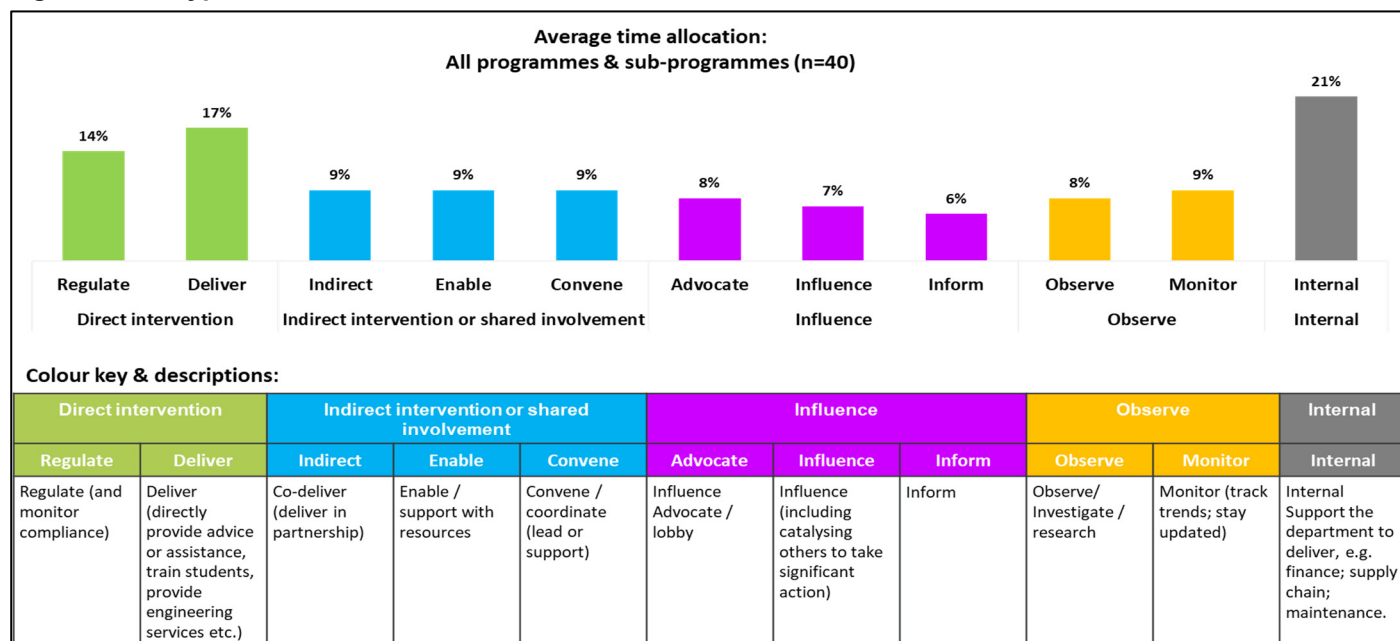 Average time allocation:
All programmes & sub-programmes (n=40)
14%
17%
9%
9%
9%
8%
7%
6%
8%
9%
21%
Regulate
Deliver
Indirect
Enable
Convene
Advocate
Influence
Inform
Observe
Monitor
Internal
Direct intervention
Indirect intervention or shared involvement
Influence
Observe
Internal
Colour key & descriptions:
Direct intervention
Indirect intervention or shared
involvement
Influence
Observe
Internal
Regulate
Deliver
Indirect
Enable
Convene
Advocate
Influence
Inform
Observe
Monitor
Internal
Regulate (and
monitor
compliance)
Deliver
(directly
provide advice
or assistance,
train students,
provide
engineering
services etc.)
Co-deliver
(deliver in
partnership)
Enable /
support with
resources
Convene /
coordinate
(lead or
support)
Influence
Advocate /
lobby
Influence
(including
catalysing
others to take
significant
action)
Inform
Observe/
Investigate /
research
Monitor (track
trends; stay
updated)
Internal
Support the
department to
deliver, e.g.
finance; supply
chain;
maintenance.